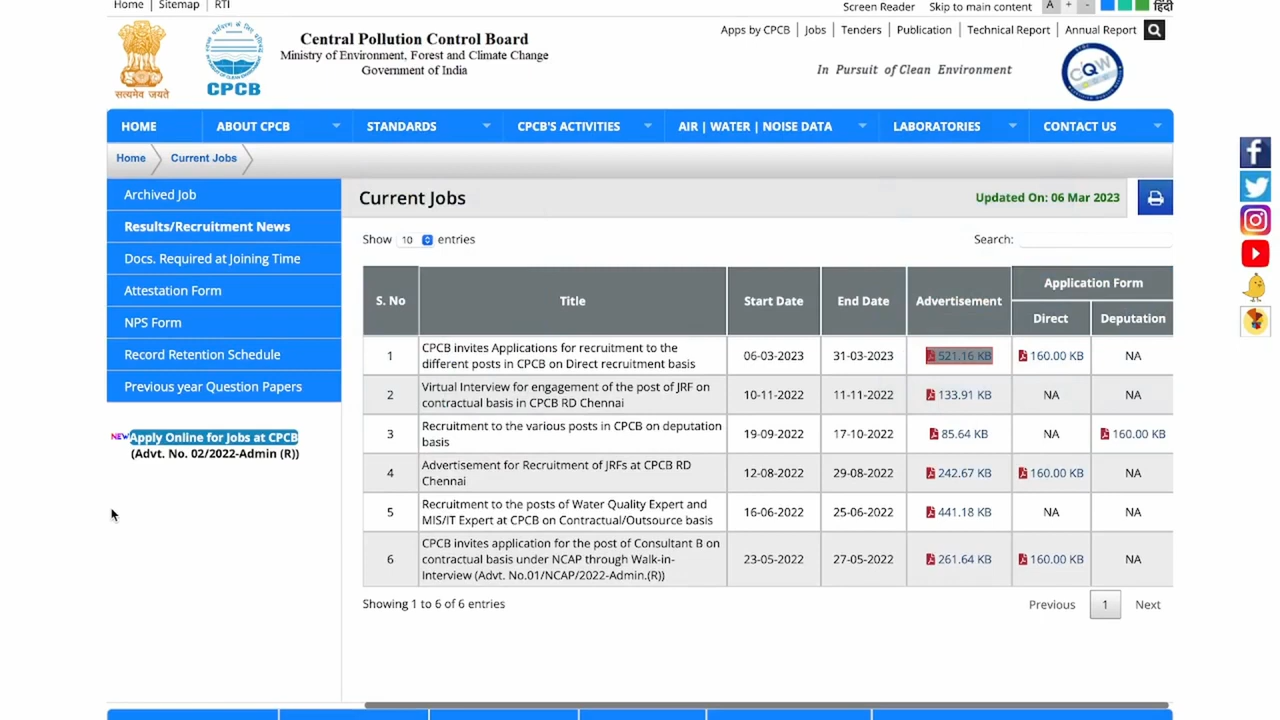 Home | Sitemap | RTI
Screen Reader Skip to main content A + - हिंदी
Apps by CPCB | Jobs | Tenders | Publication | Technical Report | Annual Report
Central Pollution Control Board
Ministry of Environment, Forest and Climate Change
Government of India
सत्यमेव जयते
CPCB
In Pursuit of Clean Environment
CQW
HOME ABOUT CPCB STANDARDS CPCB'S ACTIVITIES AIR | WATER | NOISE DATA LABORATORIES CONTACT US
Home Current Jobs
Archived Job
Results/Recruitment News
Docs. Required at Joining Time
Attestation Form
NPS Form
Record Retention Schedule
Previous year Question Papers
NEW Apply Online for Jobs at CPCB
(Advt. No. 02/2022-Admin (R))
Current Jobs
Updated On: 06 Mar 2023
Show 10 entries
Search:
S. No Title Start Date End Date Advertisement Application Form
Direct Deputation
1 CPCB invites Applications for recruitment to the 06-03-2023 31-03-2023 521.16 KB 160.00 KB NA
different posts in CPCB on Direct recruitment basis
2 Virtual Interview for engagement of the post of JRF on 10-11-2022 11-11-2022 133.91 KB NA NA
contractual basis in CPCB RD Chennai
3 Recruitment to the various posts in CPCB on deputation 19-09-2022 17-10-2022 85.64 KB NA 160.00 KB
basis
4 Advertisement for Recruitment of JRFs at CPCB RD 12-08-2022 29-08-2022 242.67 KB 160.00 KB NA
Chennai
5 Recruitment to the posts of Water Quality Expert and 16-06-2022 25-06-2022 441.18 KB NA NA
MIS/IT Expert at CPCB on Contractual/Outsource basis
6 CPCB invites application for the post of Consultant B on 23-05-2022 27-05-2022 261.64 KB 160.00 KB NA
contractual basis under NCAP through Walk-in-
Interview (Advt. No.01/NCAP/2022-Admin.(R))
Showing 1 to 6 of 6 entries
Previous 1 Next